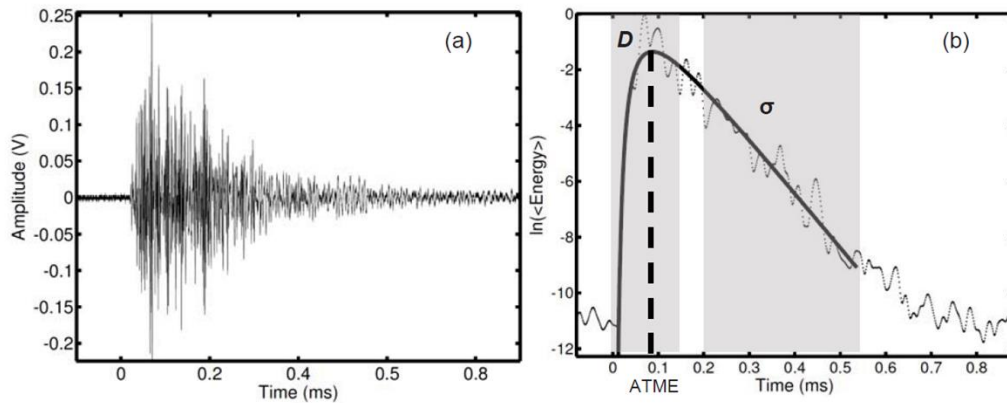 (a)
Amplitude (V)
0.25
0.2
0.15
0.1
0.05
0
-0.05
-0.1
-0.15
-0.2
0 0.2 0.2 0.6 0.8
Time (ms)
(b)
D
σ
ln(<Energy>)
0
-2
-4
-6
-8
-10
-12
0 0.1 0.2 0.3 0.4 0.5 0.6 0.7 0.8
ATME
Time (ms)